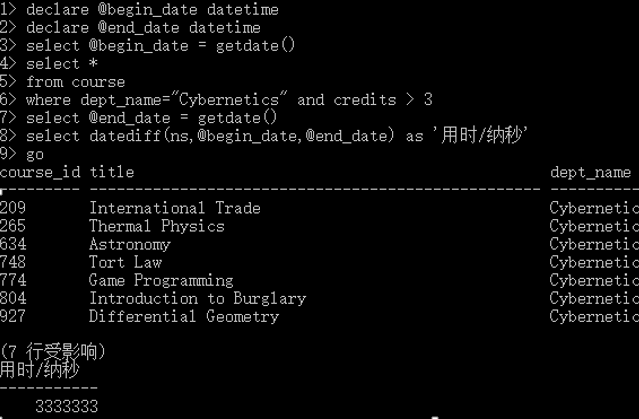 1> declare @begin_date datetime
2> declare @end_date datetime
3> select @begin_date = getdate()
4> select *
5> from course
6> where dept_name="Cybernetics" and credits > 3
7> select @end_date = getdate()
8> select datediff(ns,@begin_date,@end_date) as '用时/纳秒'
9> go
course_id title dept_name
--------- -------------------------------------------------- ---------
209 International Trade Cybernetic
265 Thermal Physics Cybernetic
634 Astronomy Cybernetic
748 Tort Law Cybernetic
774 Game Programming Cybernetic
804 Introduction to Burglary Cybernetic
927 Differential Geometry Cybernetic
(7 行受影响)
用时/纳秒
-----------
3333333